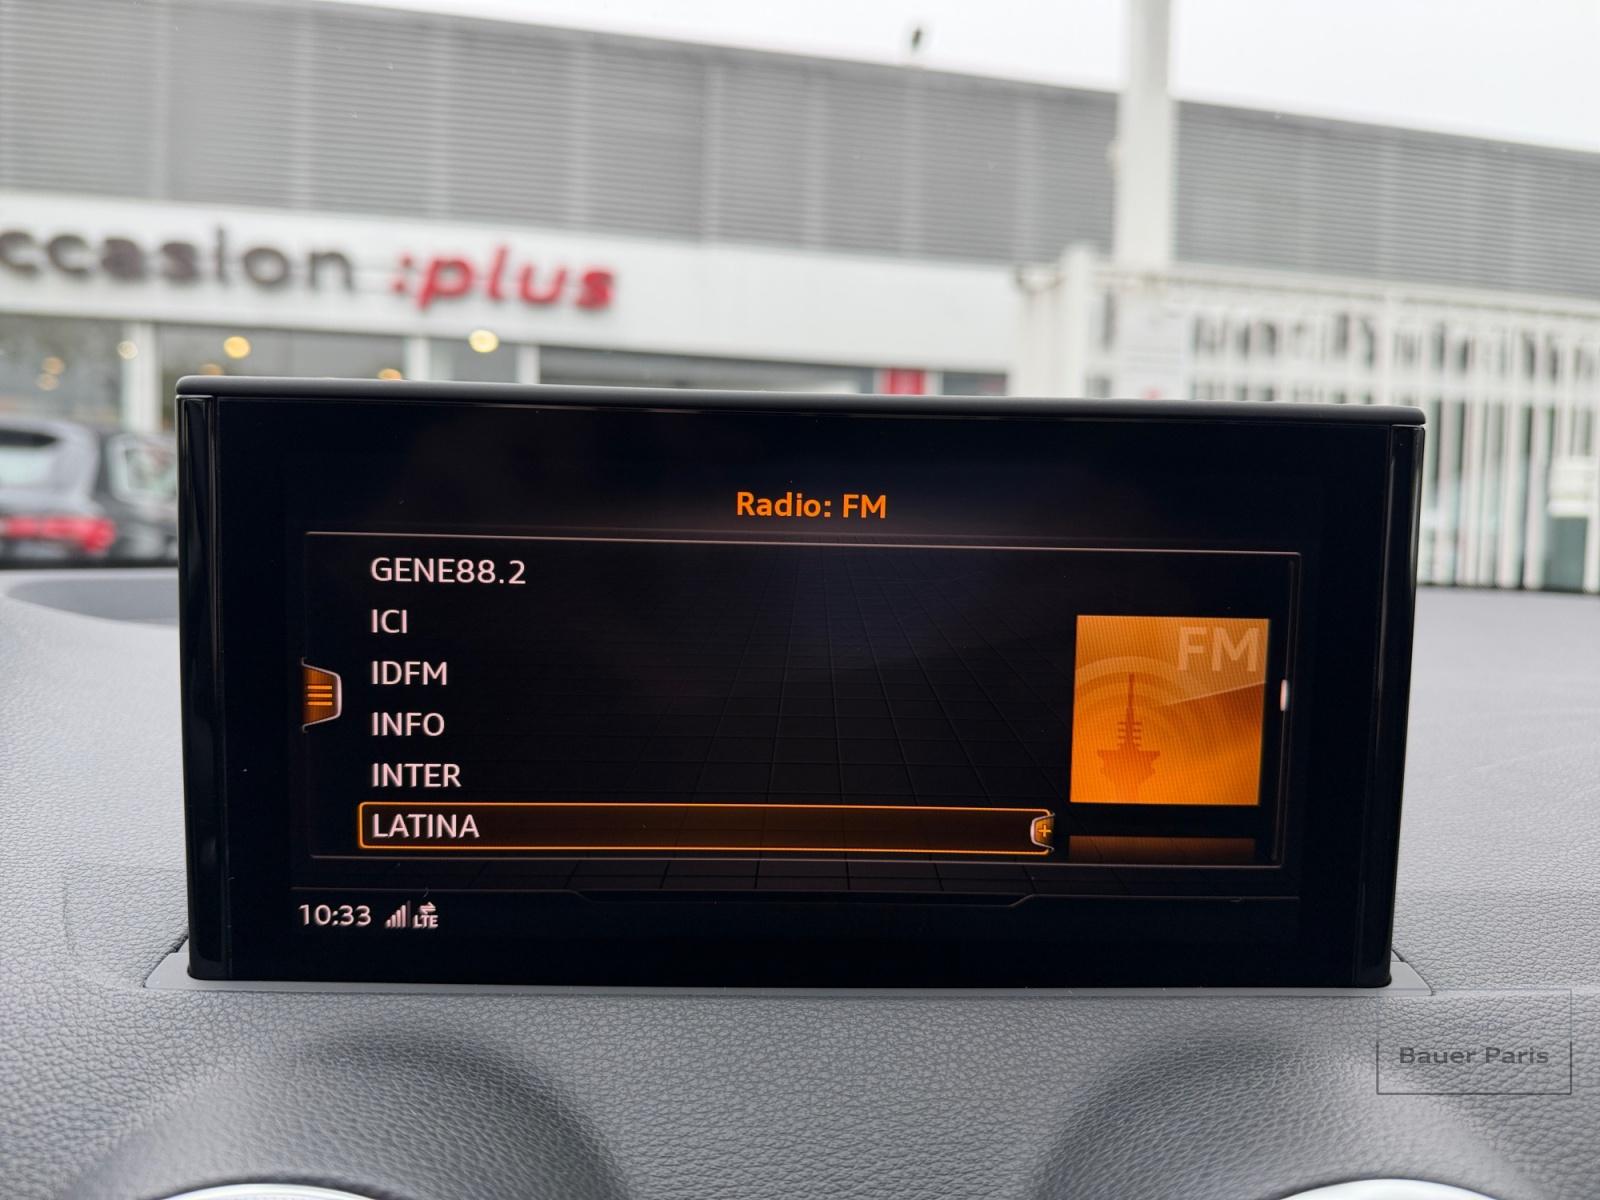 ccasion :plus
Radio: FM
GENE88.2
ICI
IDFM
INFO
INTER
LATINA
FM
10:33 LTE
Bauer Paris